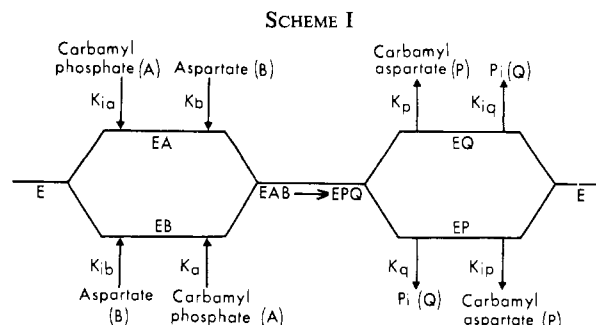 SCHEME I
Carbamyl
phosphate (A)
Aspartate (B)
Kia
Kb
EA
E
EB
Kib
Ka
Aspartate
(B)
Carbamyl
phosphate (A)
EAB → EPQ
Carbamyl
aspartate (P)
Pi (Q)
Kp
Kiq
EQ
EP
E
Kq
Kip
Pi (Q)
Carbamyl
aspartate (P)